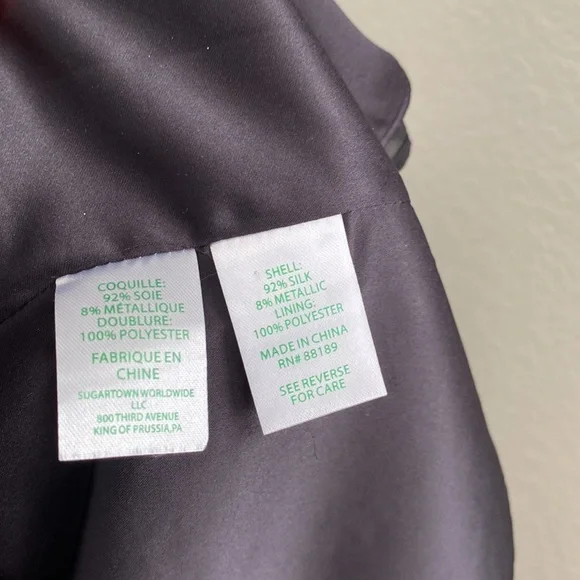 COQUILLE:
92% SOIE
8% MÉTALLIQUE
DOUBLURE:
100% POLYESTER
FABRIQUE EN
CHINE
SUGARTOWN WORLDWIDE
LLC
800 THIRD AVENUE
KING OF PRUSSIA,PA
SHELL:
92% SILK
8% METALLIC
LINING:
100% POLYESTER
MADE IN CHINA
RN# 88189
SEE REVERSE
FOR CARE